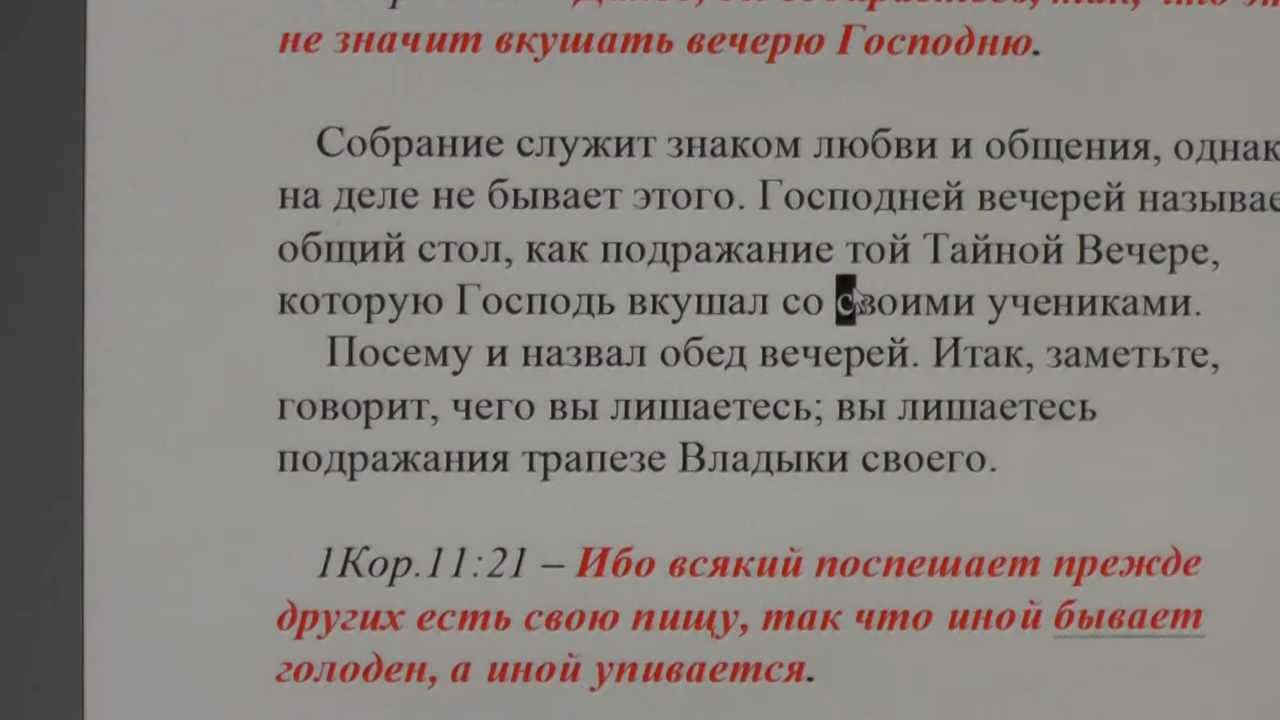 не значит вкушать вечерю Господню.
Собрание служит знаком любви и общения,
на деле не бывает этого. Господней вечерей
общий стол, как подражание той Тайной Вечере,
которую Господь вкушал со своими учениками.
Посему и назвал обед вечерей. Итак, заметьте,
говорит, чего вы лишаетесь; вы лишаетесь
подражания трапезе Владыки своего.
1Кор.11:21 – Ибо всякий поспешает прежде
других есть свою пищу, так что иной бывает
голоден, а иной упивается.